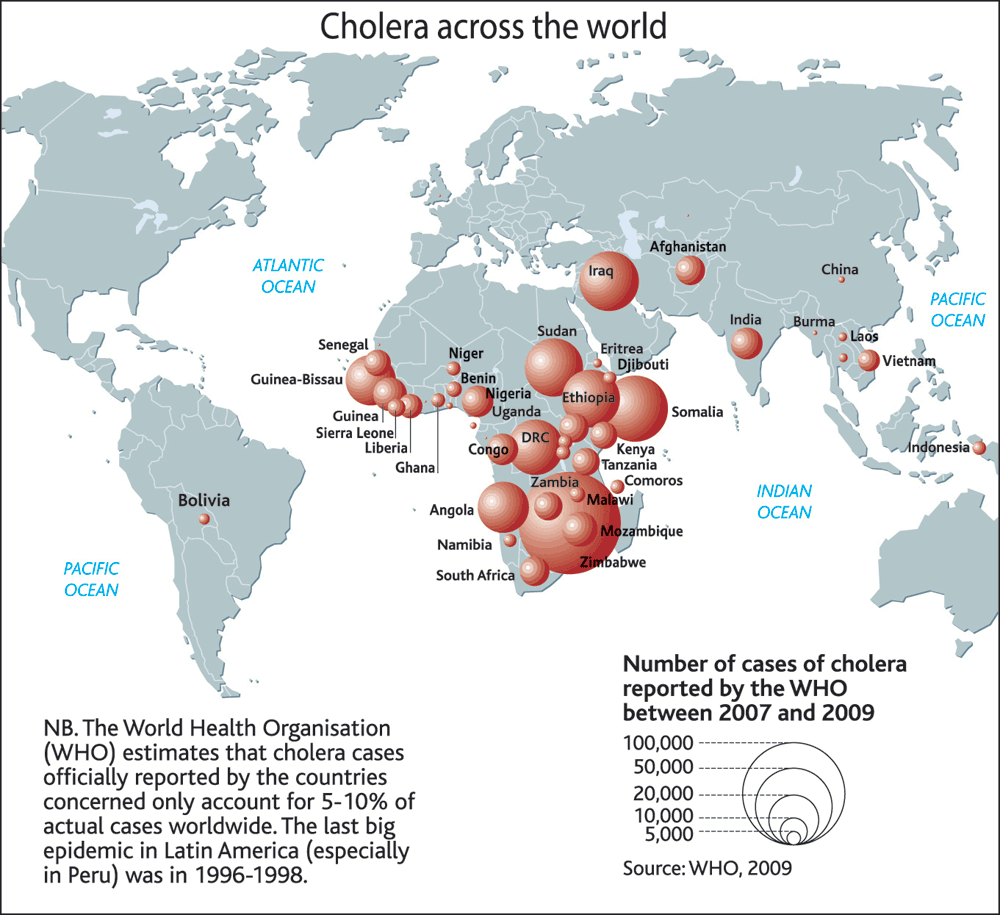 Cholera across the world
ATLANTIC
OCEAN
Afghanistan
Iraq
China
PACIFIC
OCEAN
India
Burma
Laos
Vietnam
Sudan
Senegal
Niger
Eritrea
Djibouti
Guinea-Bissau
Benin
Nigeria
Ethiopia
Uganda
Somalia
Guinea
Sierra Leone
Liberia
Ghana
Congo
DRC
Kenya
Tanzania
Indonesia
Comoros
Zambia
Malawi
INDIAN
OCEAN
Bolivia
Angola
Mozambique
Namibia
Zimbabwe
South Africa
PACIFIC
OCEAN
Number of cases of cholera
reported by the WHO
between 2007 and 2009
100,000
50,000
20,000
10,000
5,000
Source: WHO, 2009
NB. The World Health Organisation
(WHO) estimates that cholera cases
officially reported by the countries
concerned only account for 5-10% of
actual cases worldwide. The last big
epidemic in Latin America (especially
in Peru) was in 1996-1998.